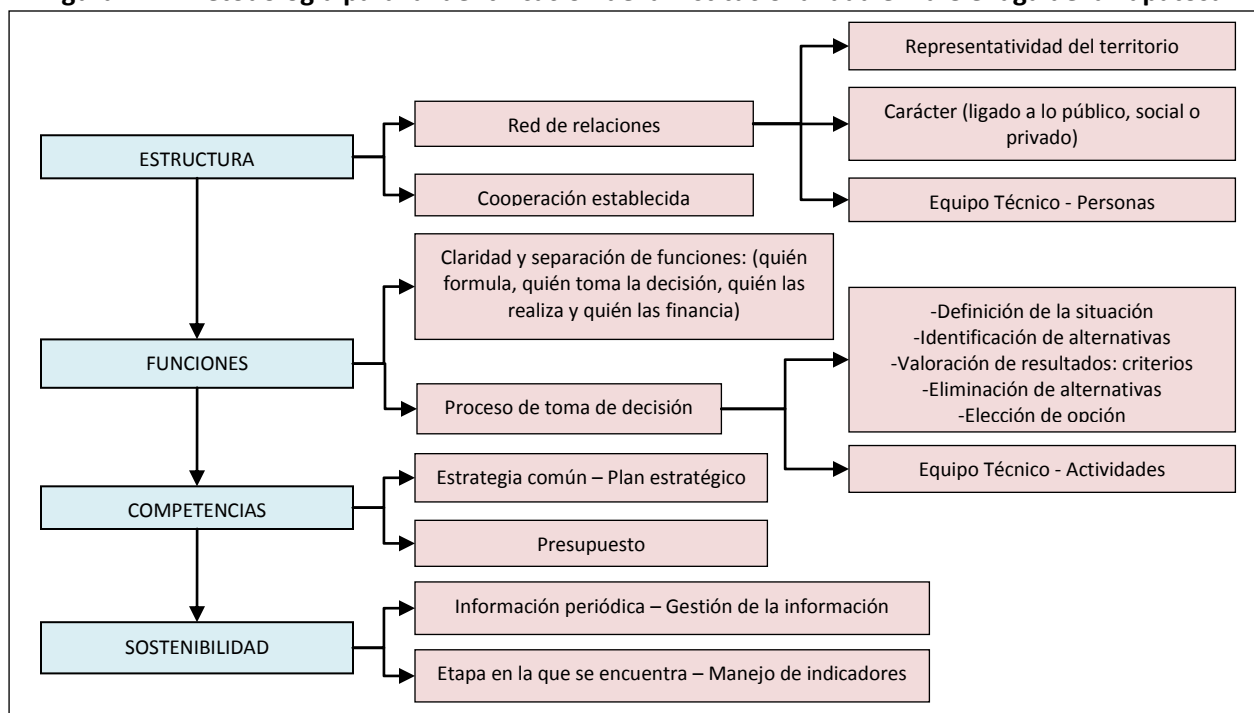 Representatividad del territorio
Red de relaciones
Carácter (ligado a lo público, social o
privado)
ESTRUCTURA
Cooperación establecida
Equipo Técnico - Personas
Claridad y separación de funciones: (quién
formula, quién toma la decisión, quién las
realiza y quién las financia)
-Definición de la situación
-Identificación de alternativas
-Valoración de resultados: criterios
-Eliminación de alternativas
-Elección de opción
FUNCIONES
Proceso de toma de decisión
Equipo Técnico - Actividades
Estrategia común – Plan estratégico
COMPETENCIAS
Presupuesto
Información periódica – Gestión de la información
SOSTENIBILIDAD
Etapa en la que se encuentra – Manejo de indicadores